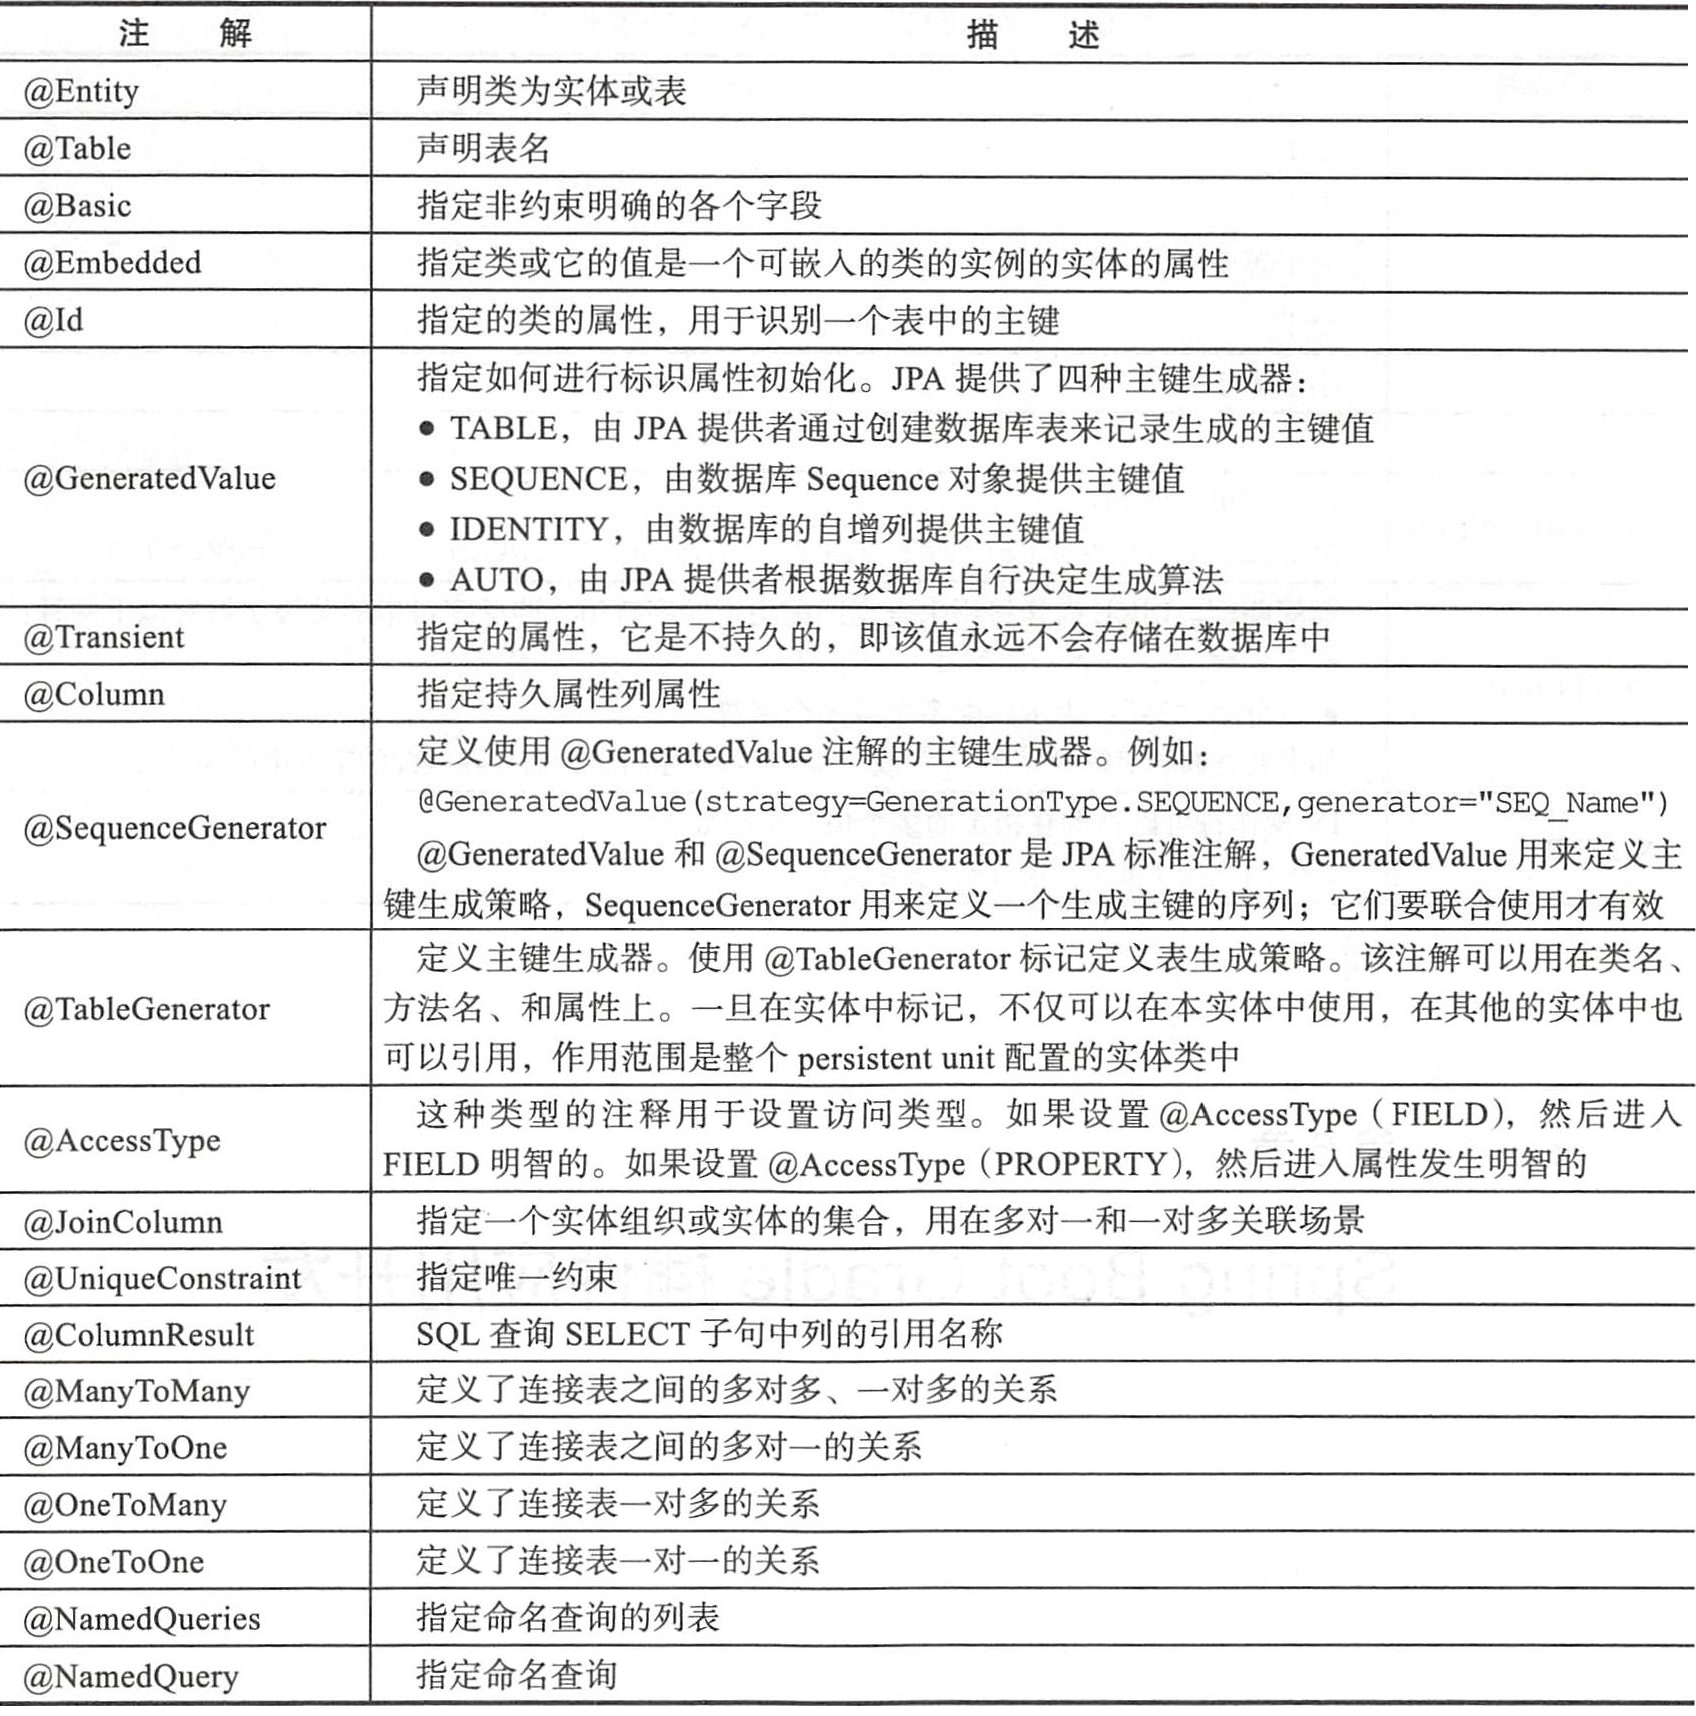 注 解 描 述
@Entity 声明类为实体或表
@Table 声明表名
@Basic 指定非约束明确的各个字段
@Embedded 指定类或它的值是一个可嵌入的类的实例的实体的属性
@Id 指定的类的属性，用于识别一个表中的主键
@GeneratedValue
指定如何进行标识属性初始化。JPA 提供了四种主键生成器：
● TABLE，由 JPA 提供者通过创建数据库表来记录生成的主键值
● SEQUENCE，由数据库 Sequence 对象提供主键值
● IDENTITY，由数据库的自增列提供主键值
● AUTO，由 JPA 提供者根据数据库自行决定生成算法
@Transient 指定的属性，它是不持久的，即该值永远不会存储在数据库中
@Column 指定持久属性列属性
@SequenceGenerator
定义使用 @GeneratedValue 注解的主键生成器。例如：
@GeneratedValue(strategy=GenerationType.SEQUENCE,generator="SEQ_Name")
@GeneratedValue 和 @SequenceGenerator 是 JPA 标准注解，GeneratedValue 用来定义主
键生成策略，SequenceGenerator 用来定义一个生成主键的序列；它们要联合使用才有效
@TableGenerator
定义主键生成器。使用 @TableGenerator 标记定义表生成策略。该注解可以用在类名、
方法名、和属性上。一旦在实体中标记，不仅可以在本实体中使用，在其他的实体中也
可以引用，作用范围是整个 persistent unit 配置的实体类中
@AccessType
这种类型的注释用于设置访问类型。如果设置 @AccessType（FIELD），然后进入
FIELD 明智的。如果设置 @AccessType（PROPERTY），然后进入属性发生明智的
@JoinColumn 指定一个实体组织或实体的集合，用在多对一和一对多关联场景
@UniqueConstraint 指定唯一约束
@ColumnResult SQL 查询 SELECT 子句中列的引用名称
@ManyToMany 定义了连接表之间的多对多、一对多的关系
@ManyToOne 定义了连接表之间的多对一的关系
@OneToMany 定义了连接表一对多的关系
@OneToOne 定义了连接表一对一的关系
@NamedQueries 指定命名查询的列表
@NamedQuery 指定命名查询